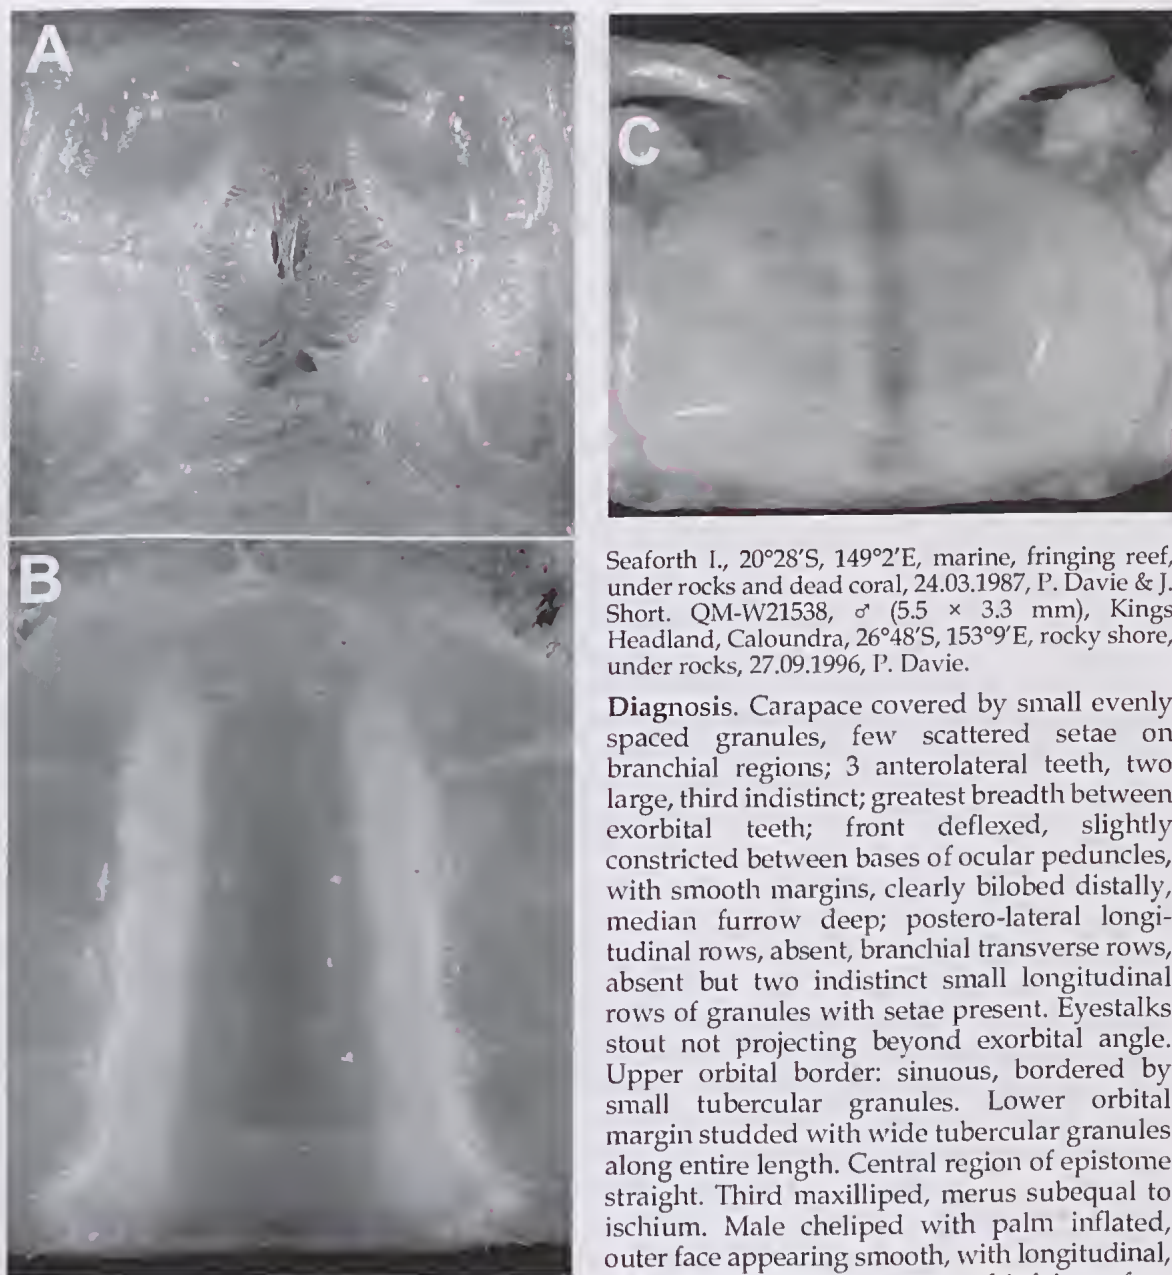 A
B
C
Seaforth I., 20°28'S, 149°2'E, marine, fringing reef,
under rocks and dead coral, 24.03.1987, P. Davie & J.
Short. QM-W21538, ♂ (5.5 × 3.3 mm), Kings
Headland, Caloundra, 26°48'S, 153°9'E, rocky shore,
under rocks, 27.09.1996, P. Davie.
Diagnosis. Carapace covered by small evenly
spaced granules, few scattered setae on
branchial regions; 3 anterolateral teeth, two
large, third indistinct; greatest breadth between
exorbital teeth; front deflexed, slightly
constricted between bases of ocular peduncles,
with smooth margins, clearly bilobed distally,
median furrow deep; postero-lateral longi-
tudinal rows, absent, branchial transverse rows,
absent but two indistinct small longitudinal
rows of granules with setae present. Eyestalks
stout not projecting beyond exorbital angle.
Upper orbital border: sinuous, bordered by
small tubercular granules. Lower orbital
margin studded with wide tubercular granules
along entire length. Central region of epistome
straight. Third maxilliped, merus subequal to
ischium. Male cheliped with palm inflated,
outer face appearing smooth, with longitudinal,